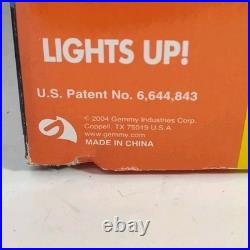 LIGHTS UP!
U.S. Patent No. 6,644,843
© 2004 Gemmy Industries Corp.
Coppell, TX 75019 U.S.A
www.gemmy.com
MADE IN CHINA